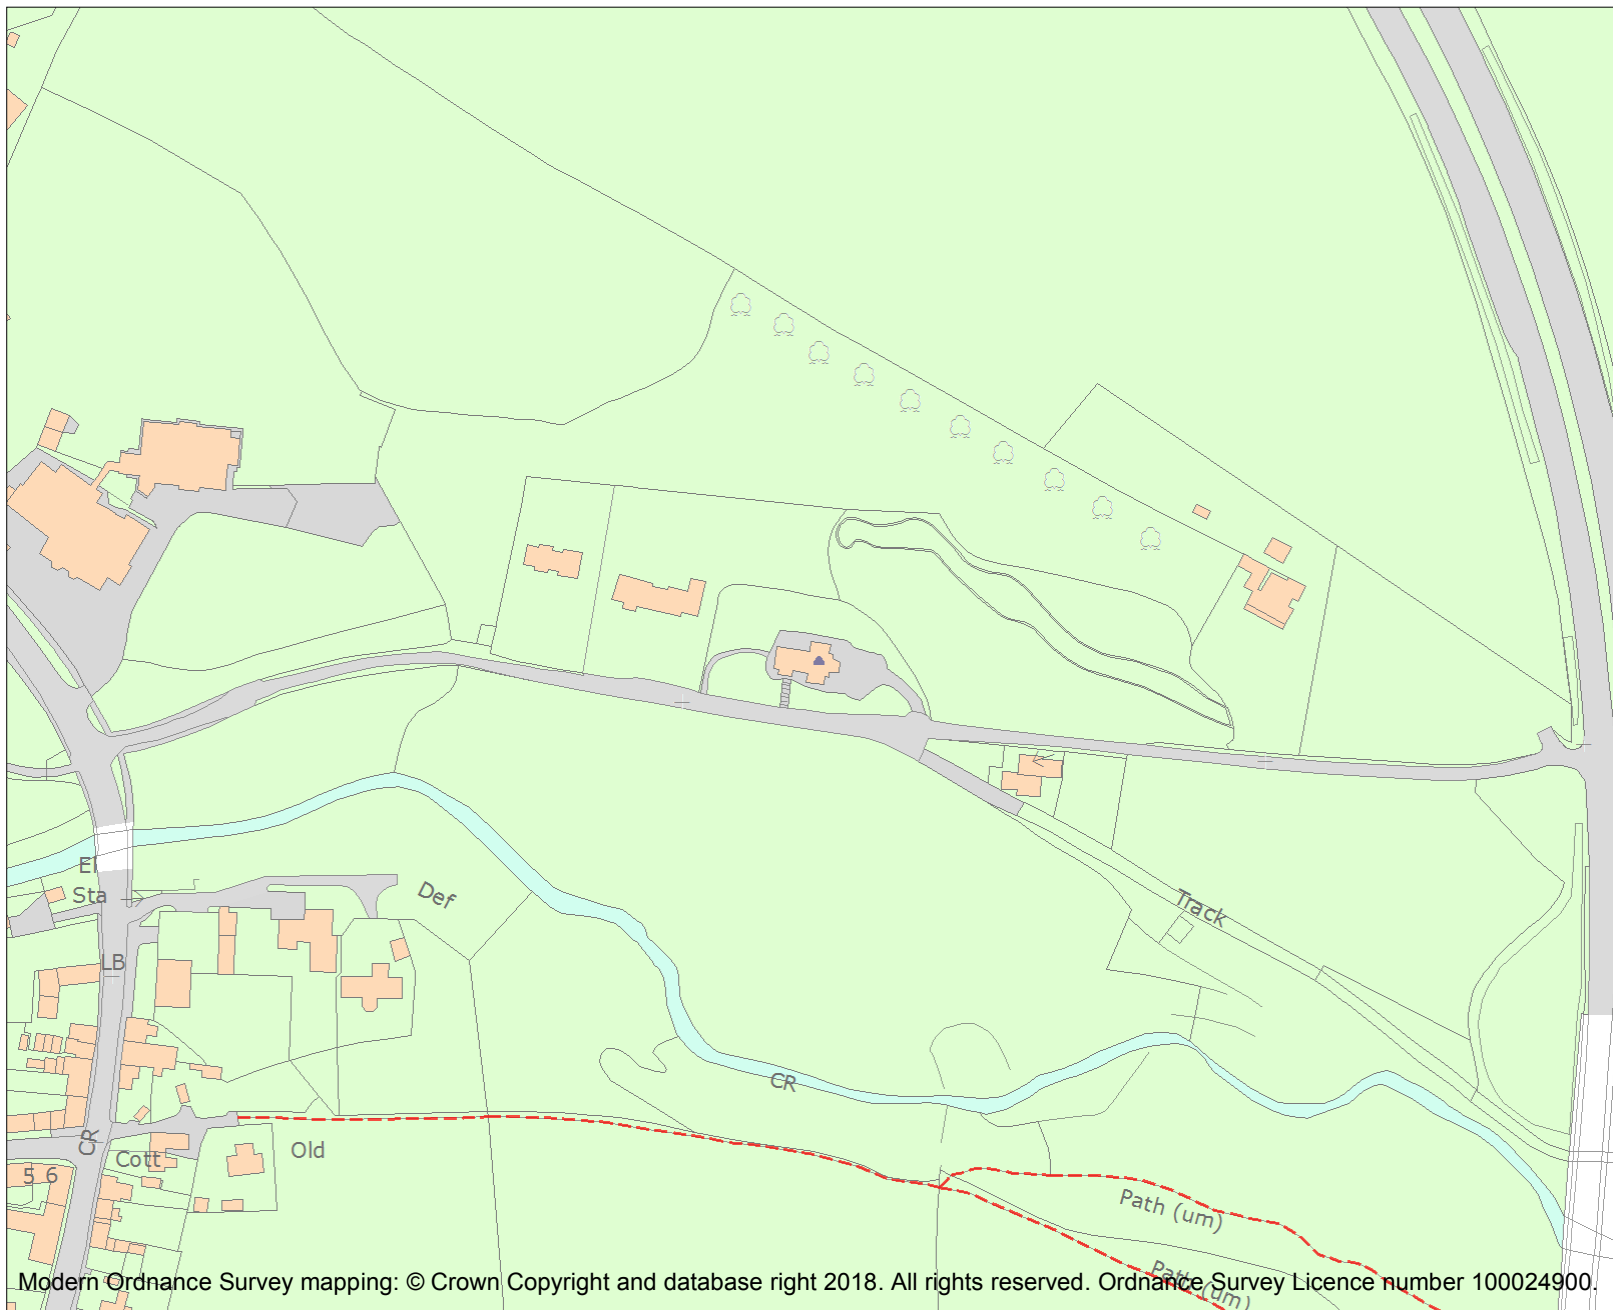 El
Sta
Def
Track
LB
CR
CR
Old
Cott
5 6
Path (um)
Path (um)
Modern Ordnance Survey mapping: © Crown Copyright and database right 2018. All rights reserved. Ordnance Survey Licence number 100024900.